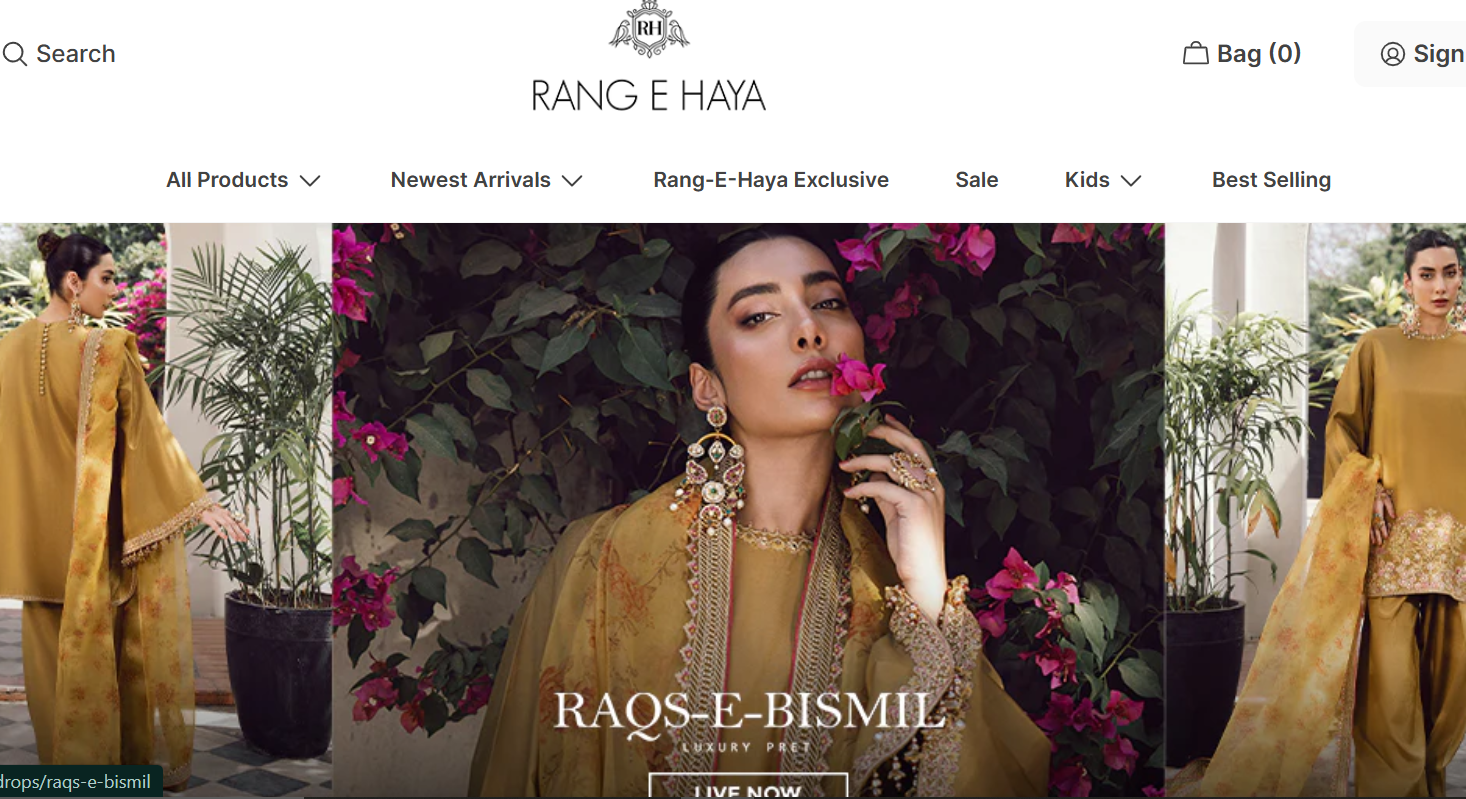 RH
Search
RANG E HAYA
Bag (0)
Sign
All Products
Newest Arrivals
Rang-E-Haya Exclusive
Sale
Kids
Best Selling
RAQS-E-BISMIL
LUXURY PRET
LIVE NOW
drops/raqs-e-bismil